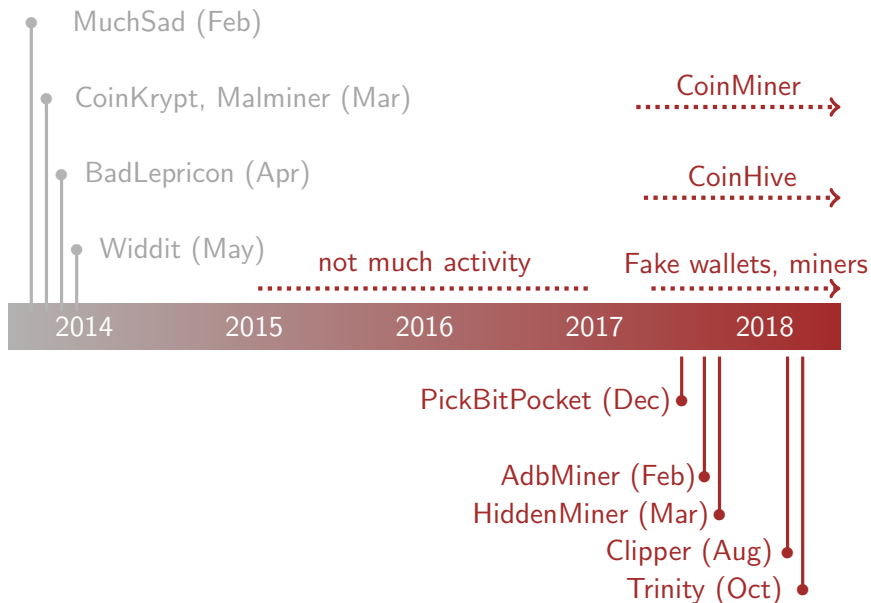 MuchSad (Feb)
CoinKrypt, Malminer (Mar)
CoinMiner
BadLepricon (Apr)
CoinHive
Widdit (May)
not much activity
Fake wallets, miners
2014 2015 2016 2017 2018
PickBitPocket (Dec)
AdbMiner (Feb)
HiddenMiner (Mar)
Clipper (Aug)
Trinity (Oct)